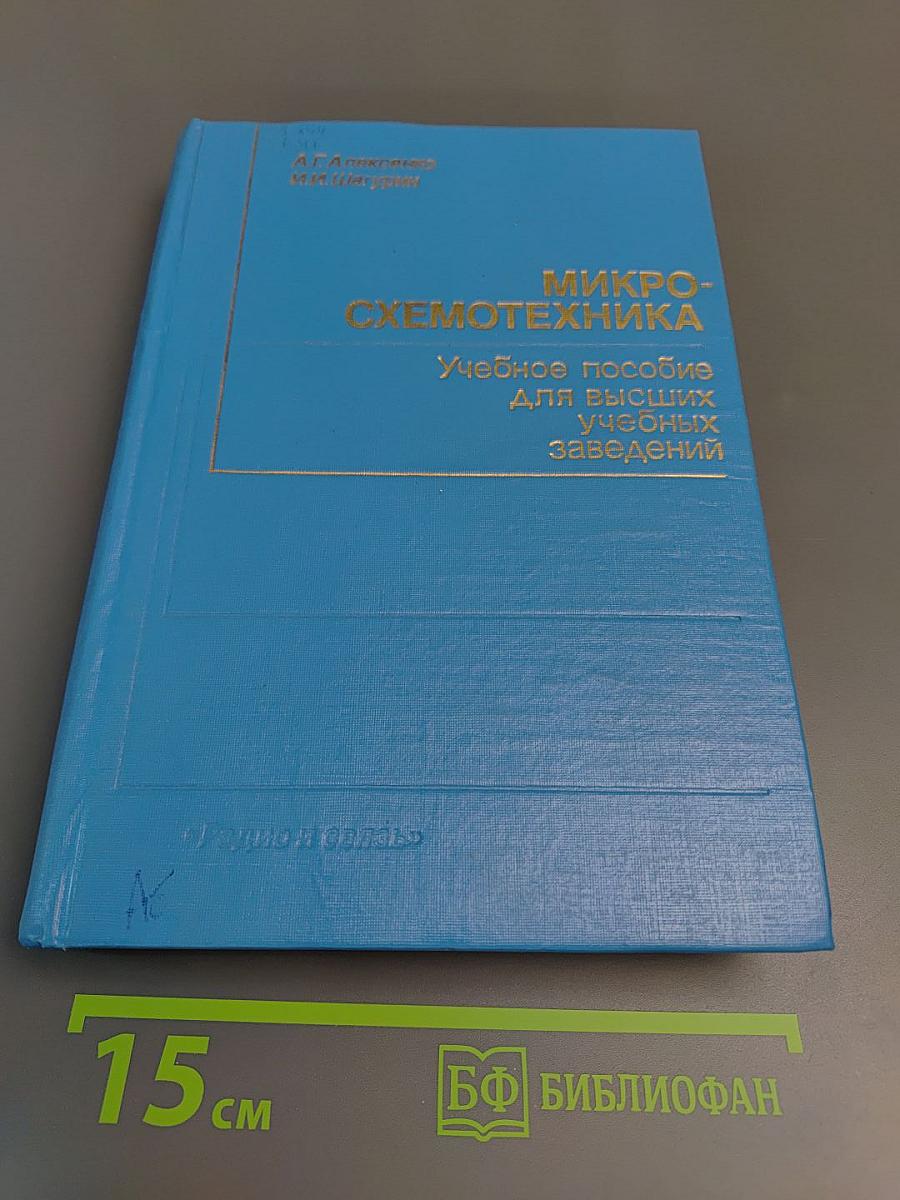 А.Г.Алексенко
И.И.Шагурин
МИКРО-
СХЕМОТЕХНИКА
Учебное пособие
для высших
учебных
заведений
«Радио и связь»
15 см
БФ БИБЛИОФАН